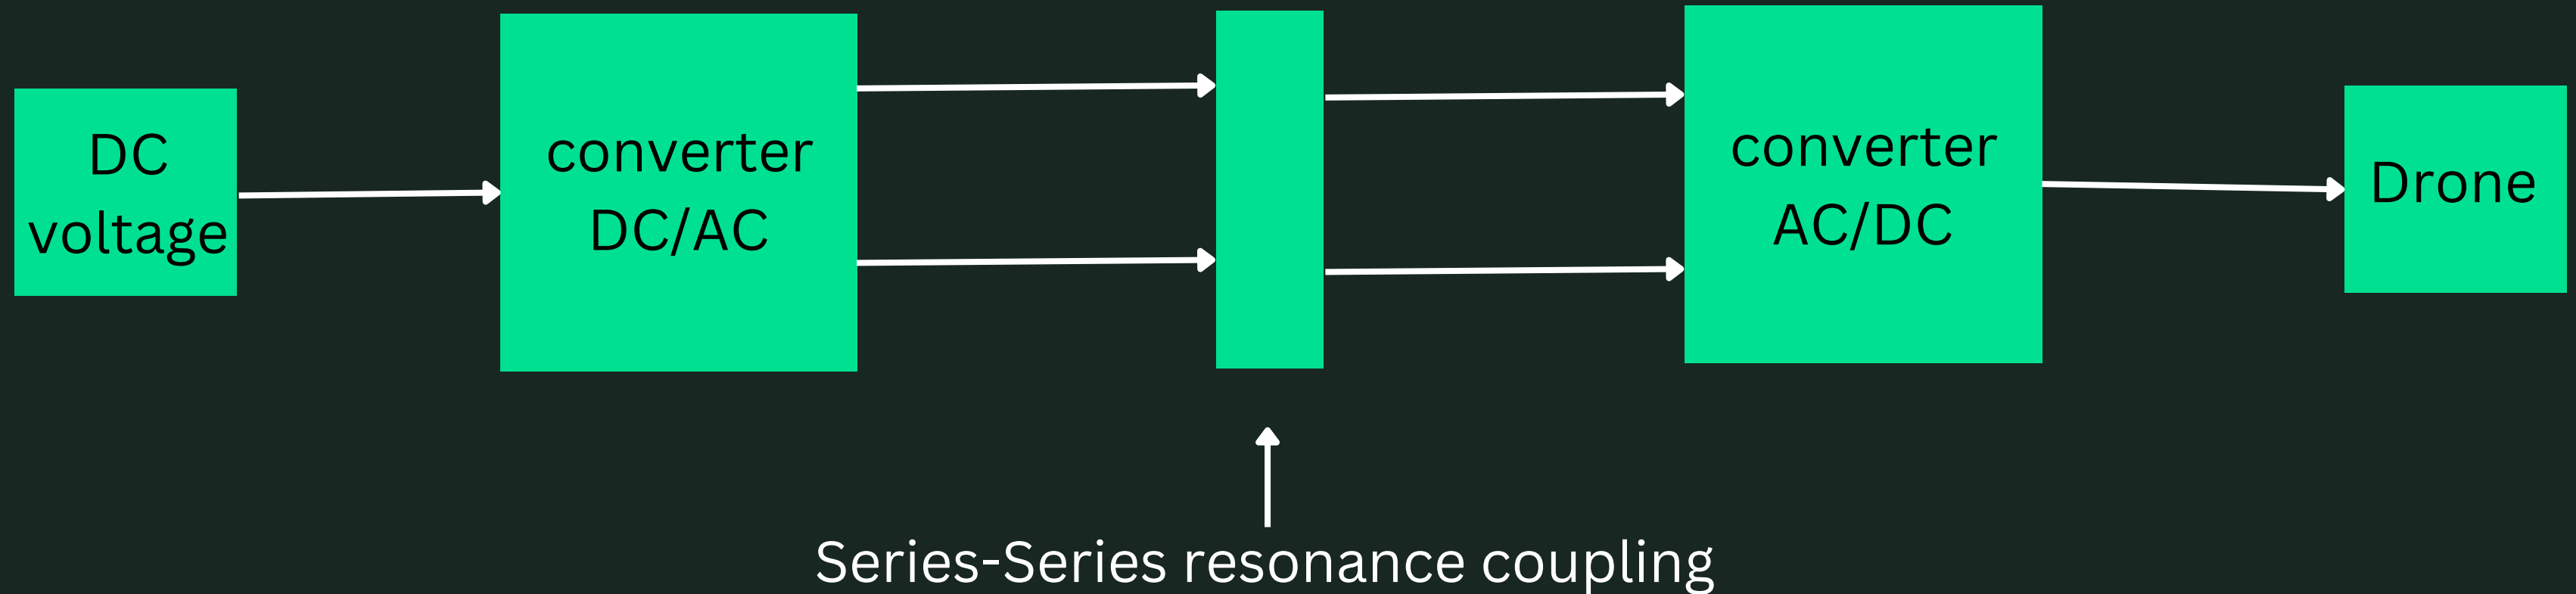 DC
voltage
converter
DC/AC
converter
AC/DC
Drone
Series-Series resonance coupling